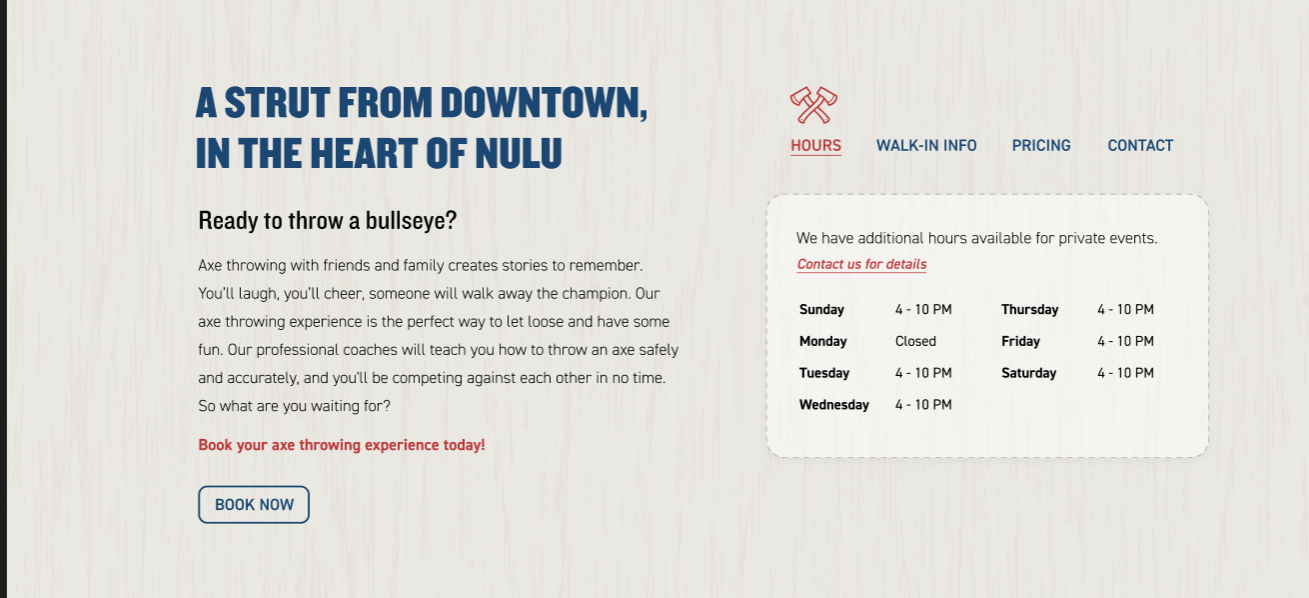 A STRUT FROM DOWNTOWN,
IN THE HEART OF NULU
Ready to throw a bullseye?
Axe throwing with friends and family creates stories to remember.
You'll laugh, you'll cheer, someone will walk away the champion. Our
axe throwing experience is the perfect way to let loose and have some
fun. Our professional coaches will teach you how to throw an axe safely
and accurately, and you'll be competing against each other in no time.
So what are you waiting for?
Book your axe throwing experience today!
BOOK NOW
HOURS WALK-IN INFO PRICING CONTACT
We have additional hours available for private events.
Contact us for details
Sunday 4 - 10 PM Thursday 4 - 10 PM
Monday Closed Friday 4 - 10 PM
Tuesday 4 - 10 PM Saturday 4 - 10 PM
Wednesday 4 - 10 PM